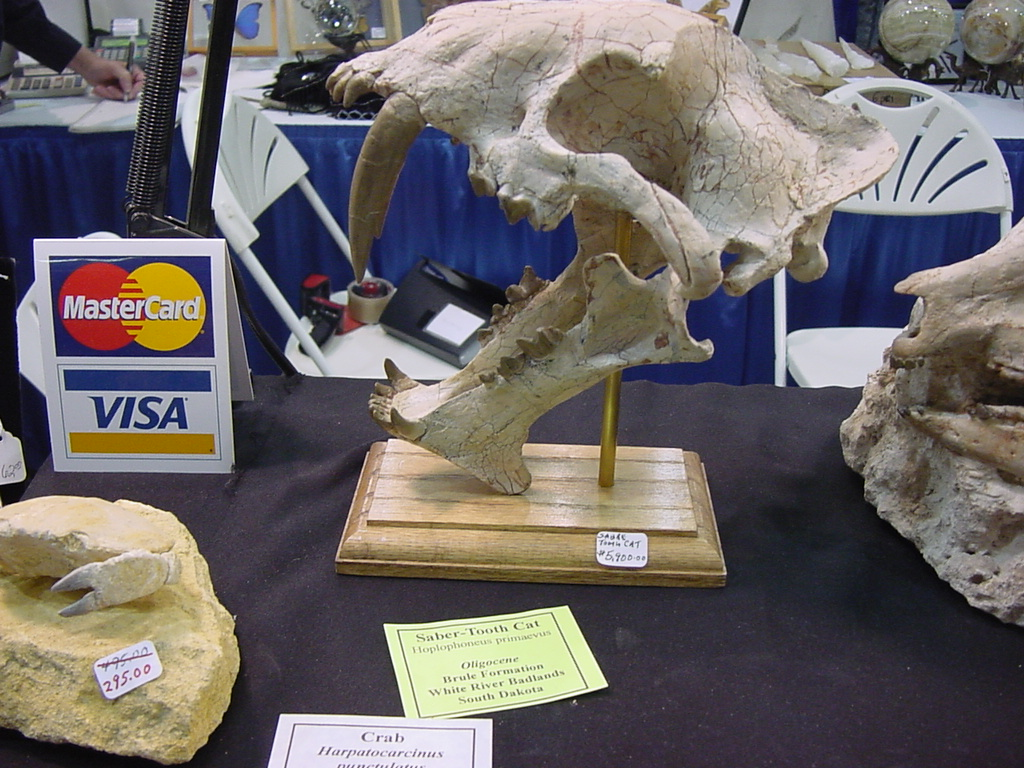 MasterCard
VISA
SABRE
TOOTH CAT
$5,900.00
495.00
295.00
Saber-Tooth Cat
Hoplophoneus primaevus
Oligocene
Brule Formation
White River Badlands
South Dakota
Crab
Harpatocarcinus
punctulatus